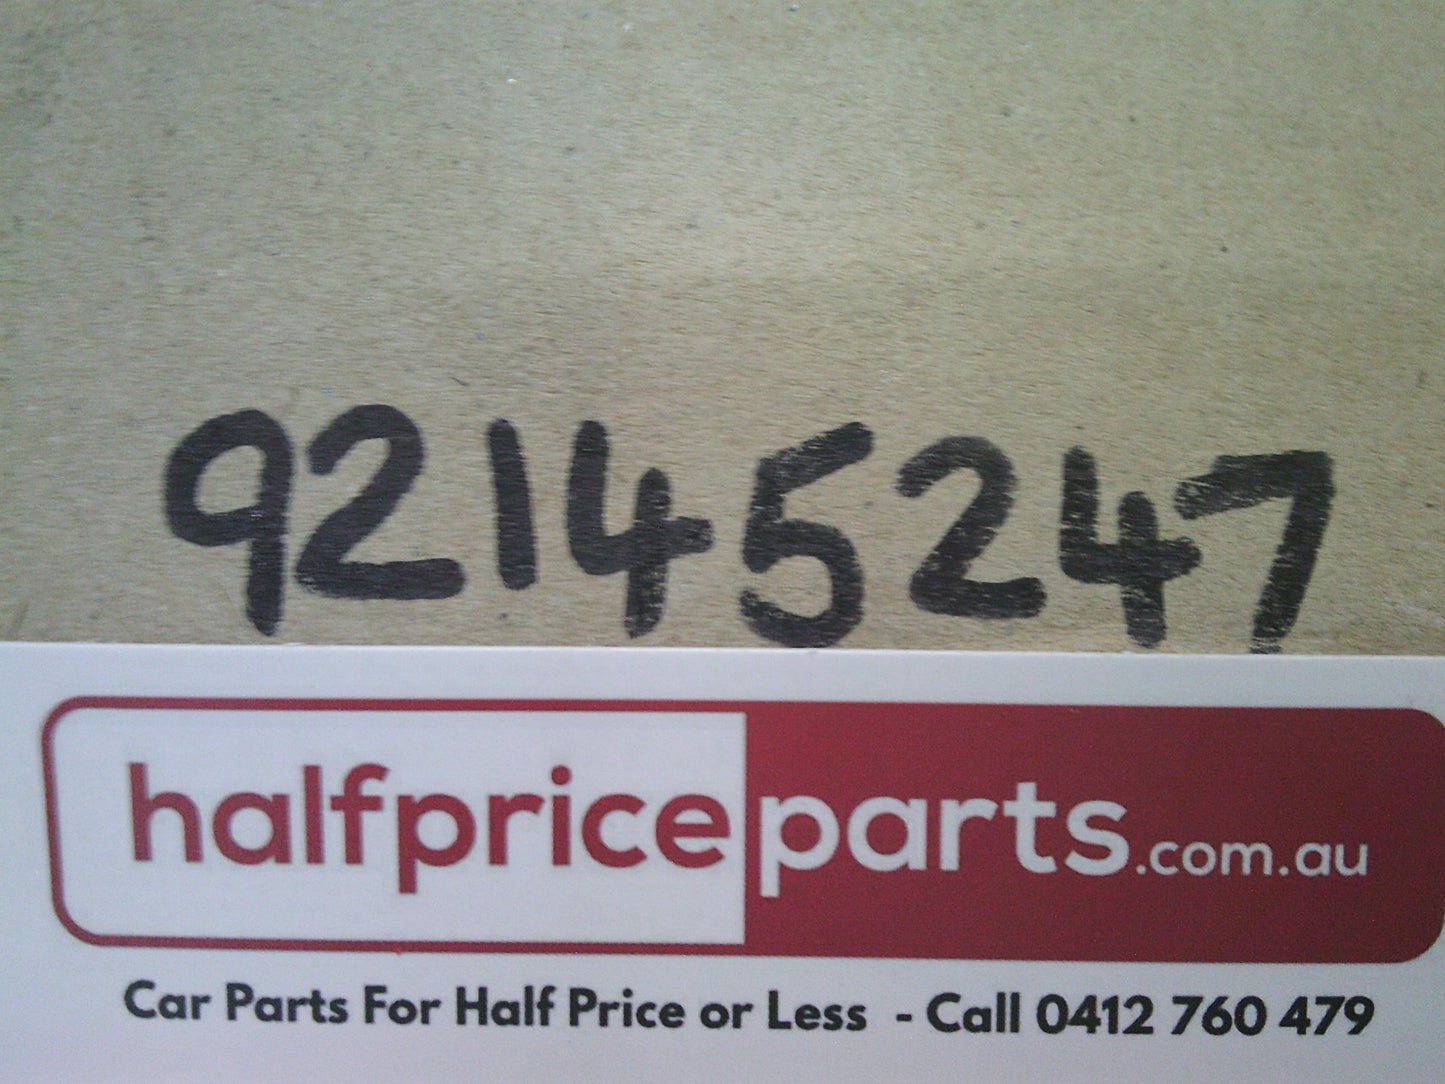 92145247
halfpriceparts.com.au
Car Parts For Half Price or Less - Call 0412 760 479